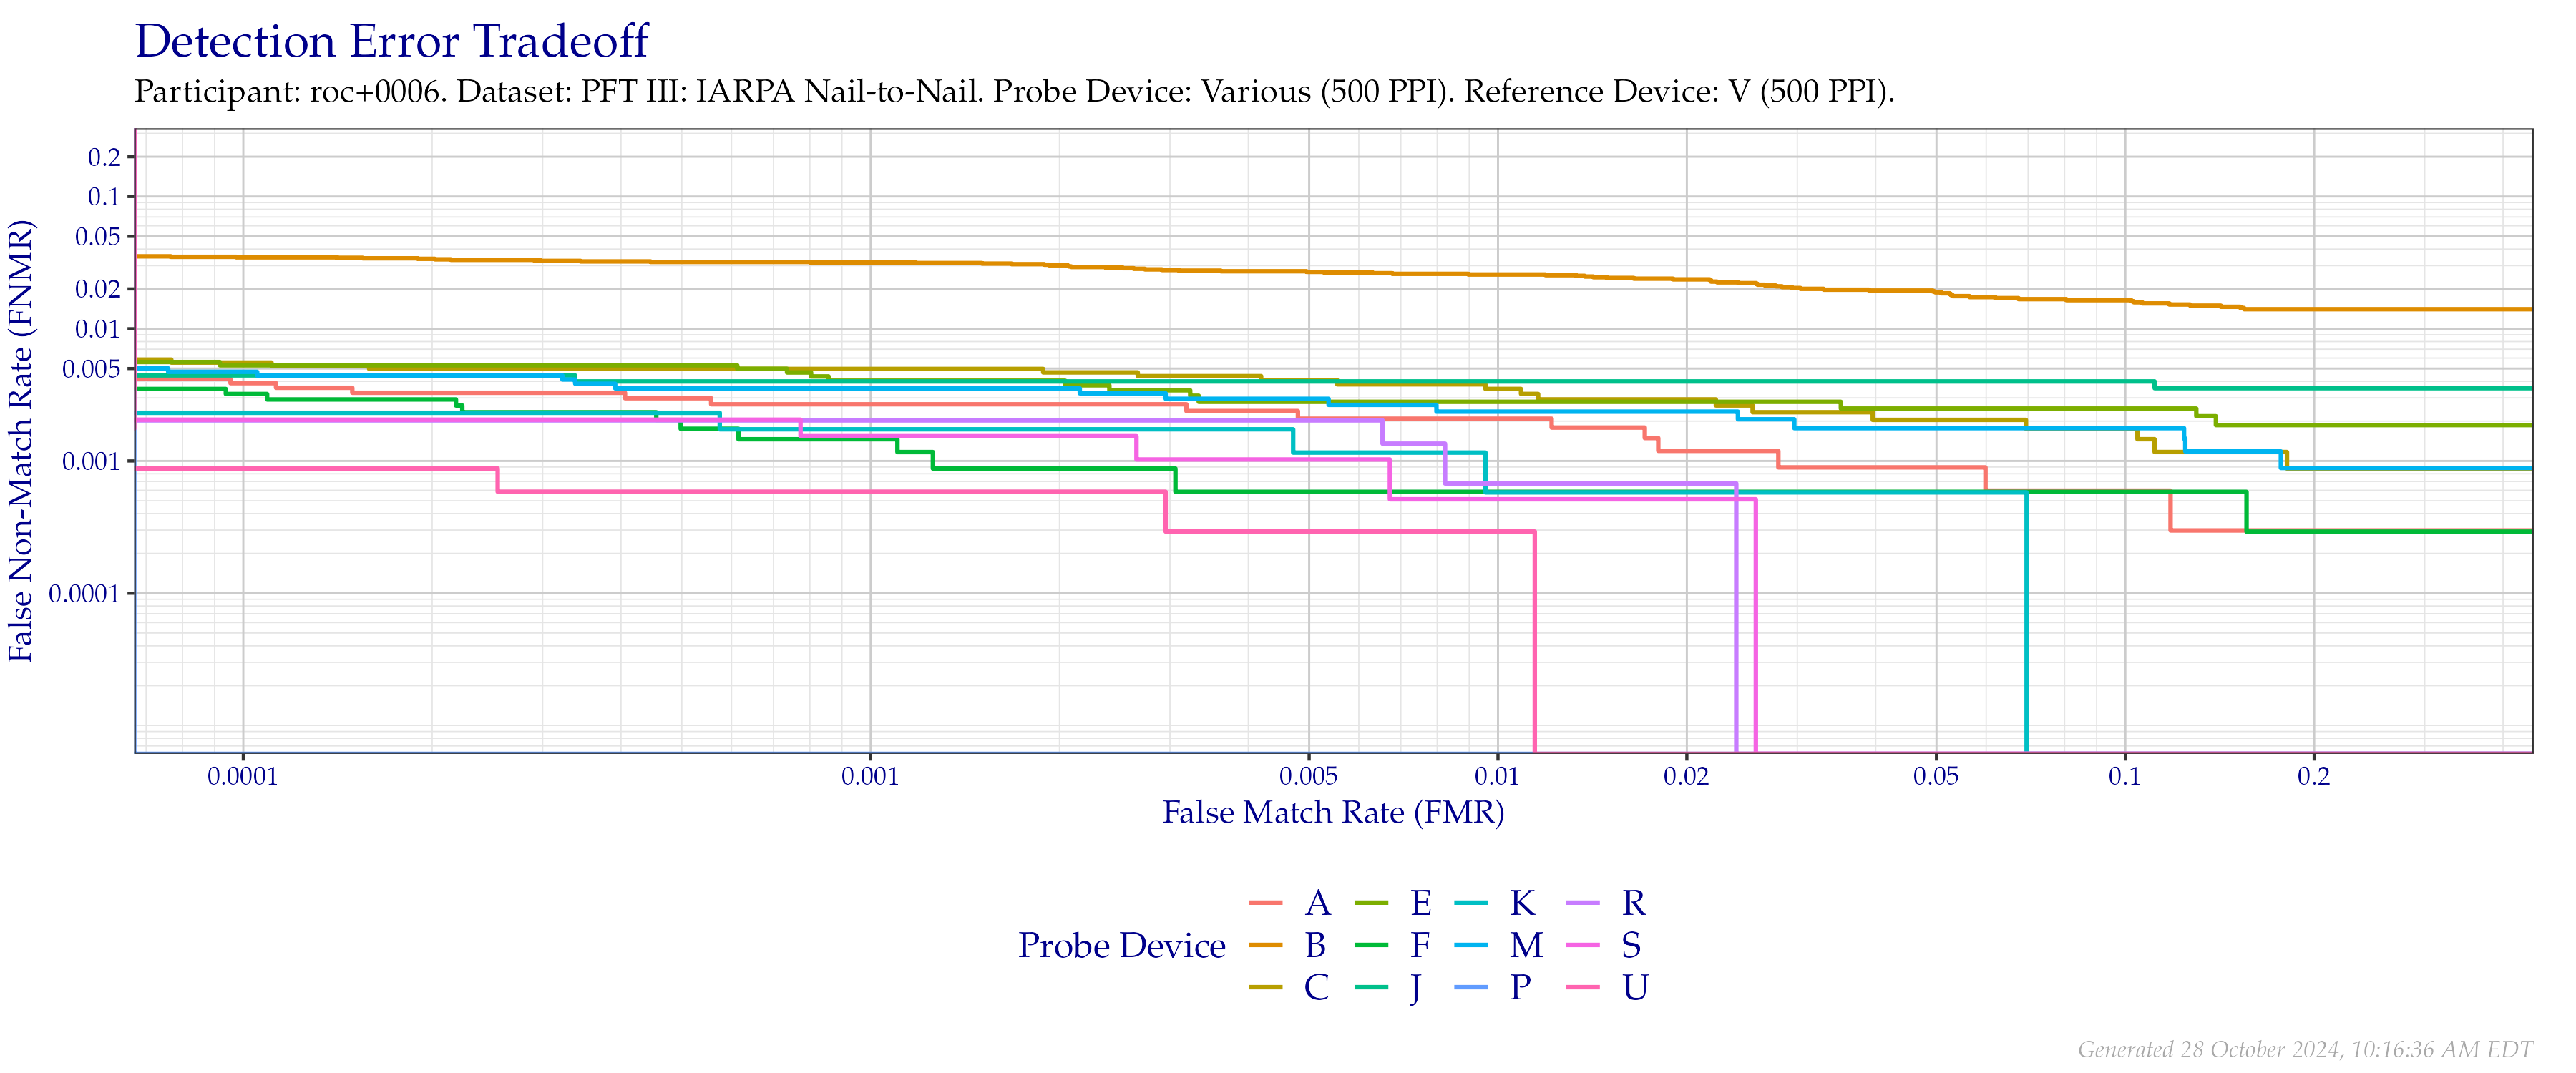 Detection Error Tradeoff
Participant: roc+0006. Dataset: PFT III: IARPA Nail-to-Nail. Probe Device: Various (500 PPI). Reference Device: V (500 PPI).
False Non-Match Rate (FNMR)
0.2
0.1
0.05
0.02
0.01
0.005
0.001
0.0001
0.0001 0.001 0.005 0.01 0.02 0.05 0.1 0.2
False Match Rate (FMR)
Probe Device
A E K R
B F M S
C J P U
Generated 28 October 2024, 10:16:36 AM EDT